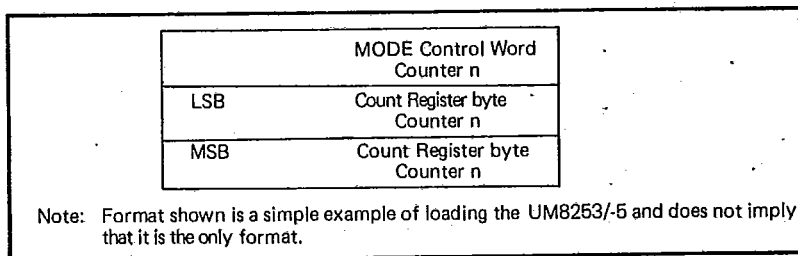 MODE Control Word
Counter n
LSB Count Register byte
Counter n
MSB Count Register byte
Counter n
Note: Format shown is a simple example of loading the UM8253/-5 and does not imply
that it is the only format.